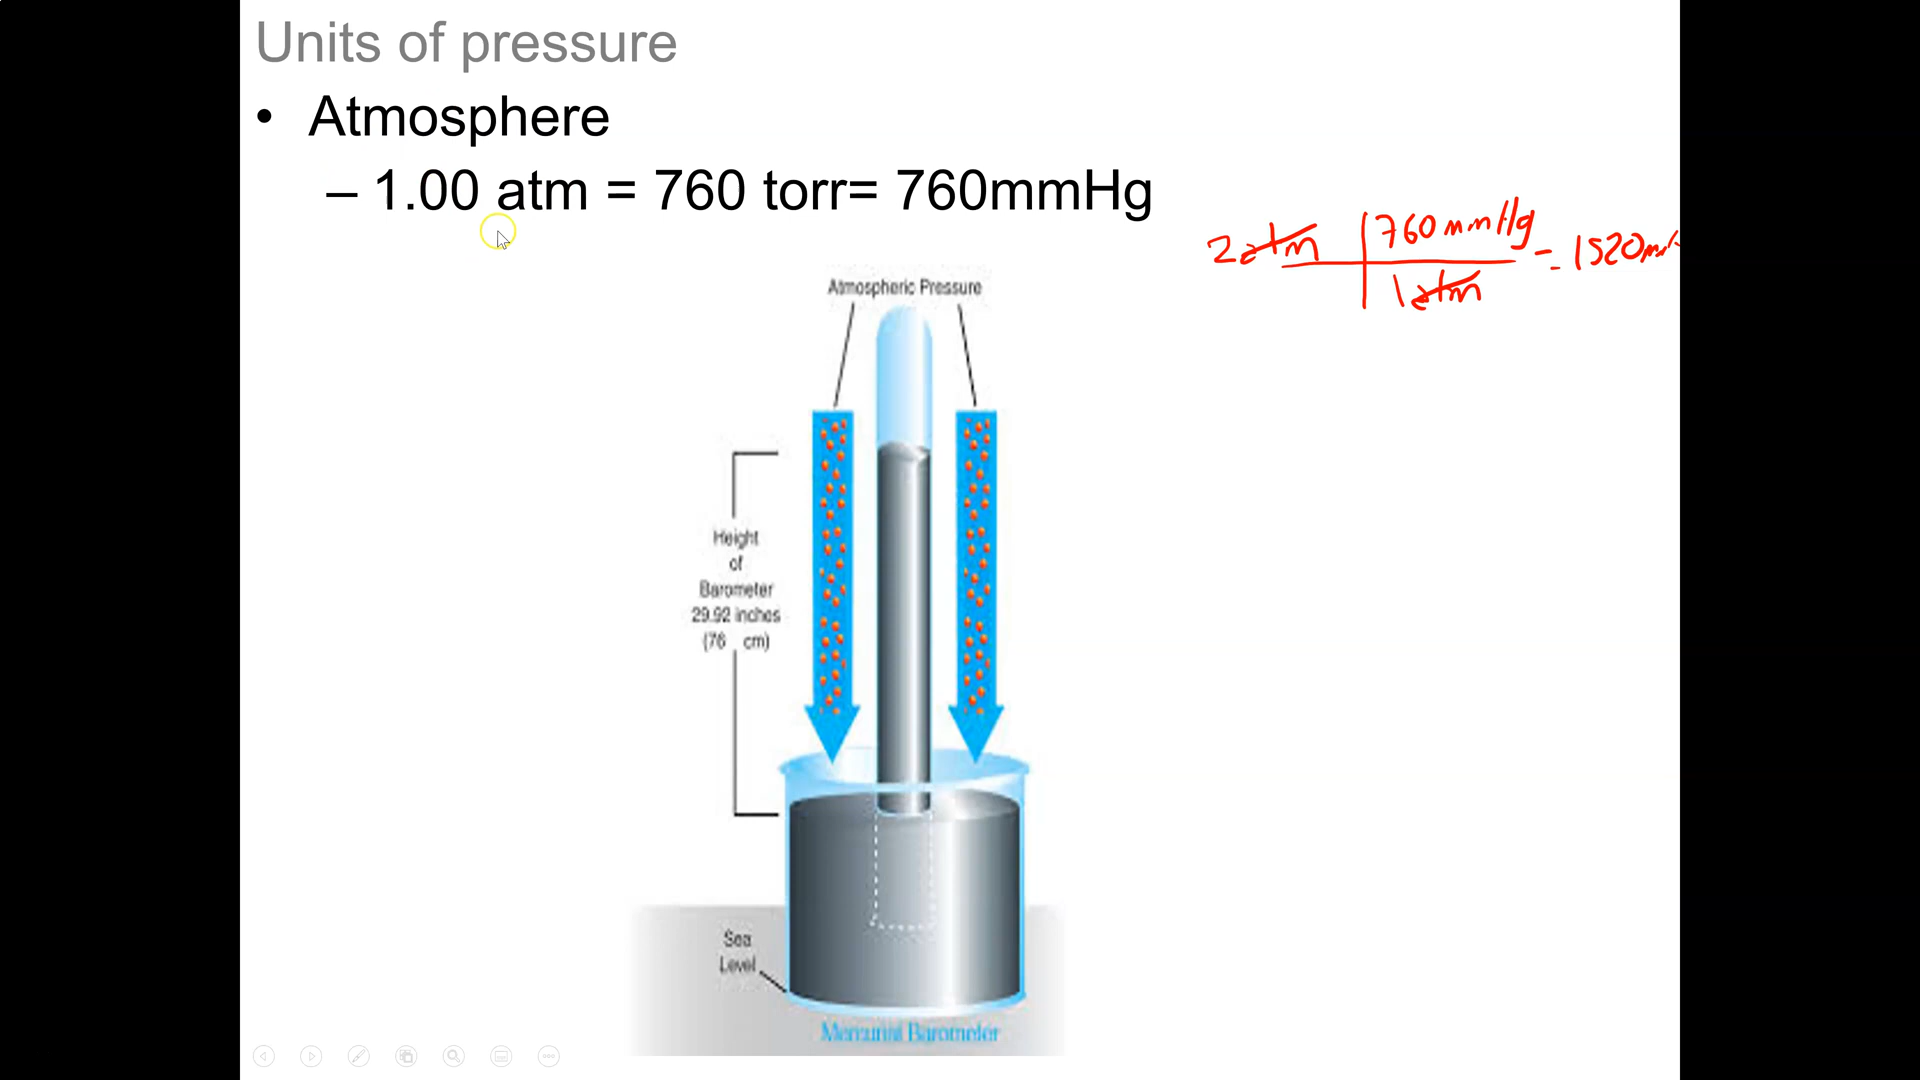 Units of pressure
• Atmosphere
– 1.00 atm = 760 torr= 760mmHg
2atm | 760mmHg = 1520mm
1atm
Atmospheric Pressure
Height
of
Barometer
29.92 inches
(76 cm)
Sea
Level
Mercurial Barometer